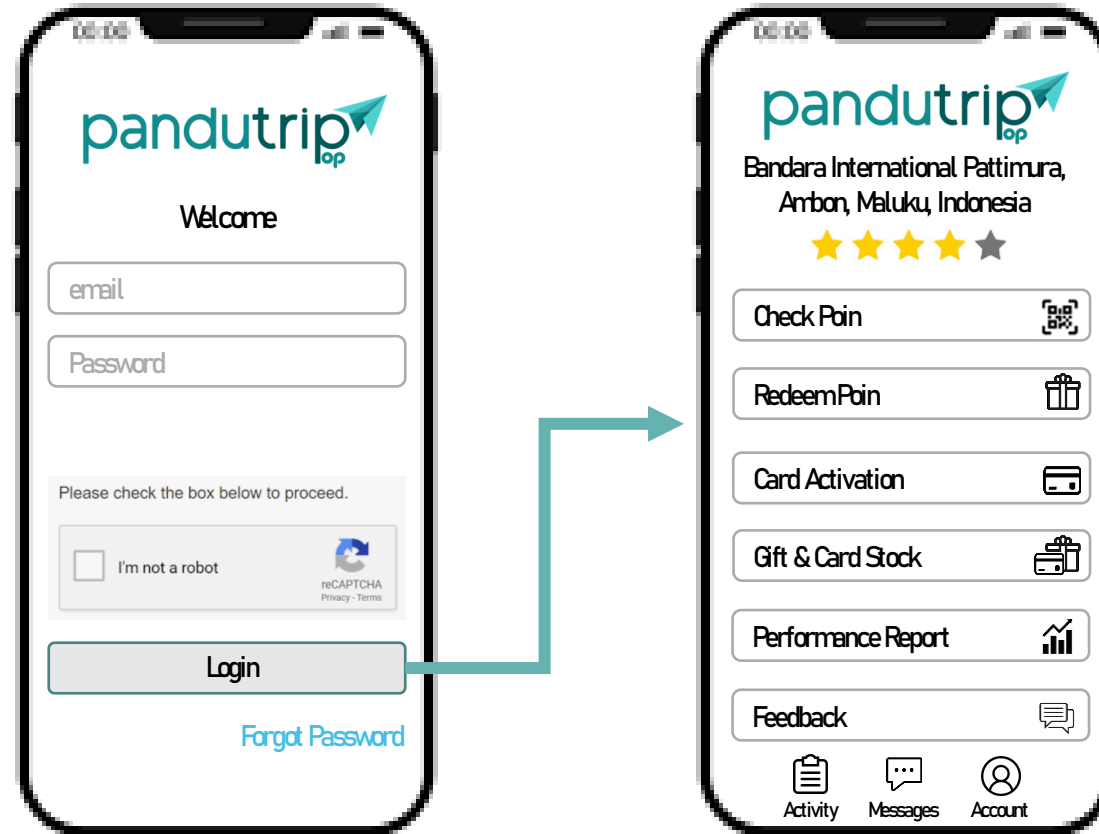 00:00
pandutrip
op
Welcome
email
Password
Please check the box below to proceed.
I'm not a robot
reCAPTCHA
Privacy - Terms
Login
Forgot Password
00:00
pandutrip
op
Bandara International Pattimura,
Ambon, Maluku, Indonesia
Check Poin
Redeem Poin
Card Activation
Gift & Card Stock
Performance Report
Feedback
Activity
Messages
Account